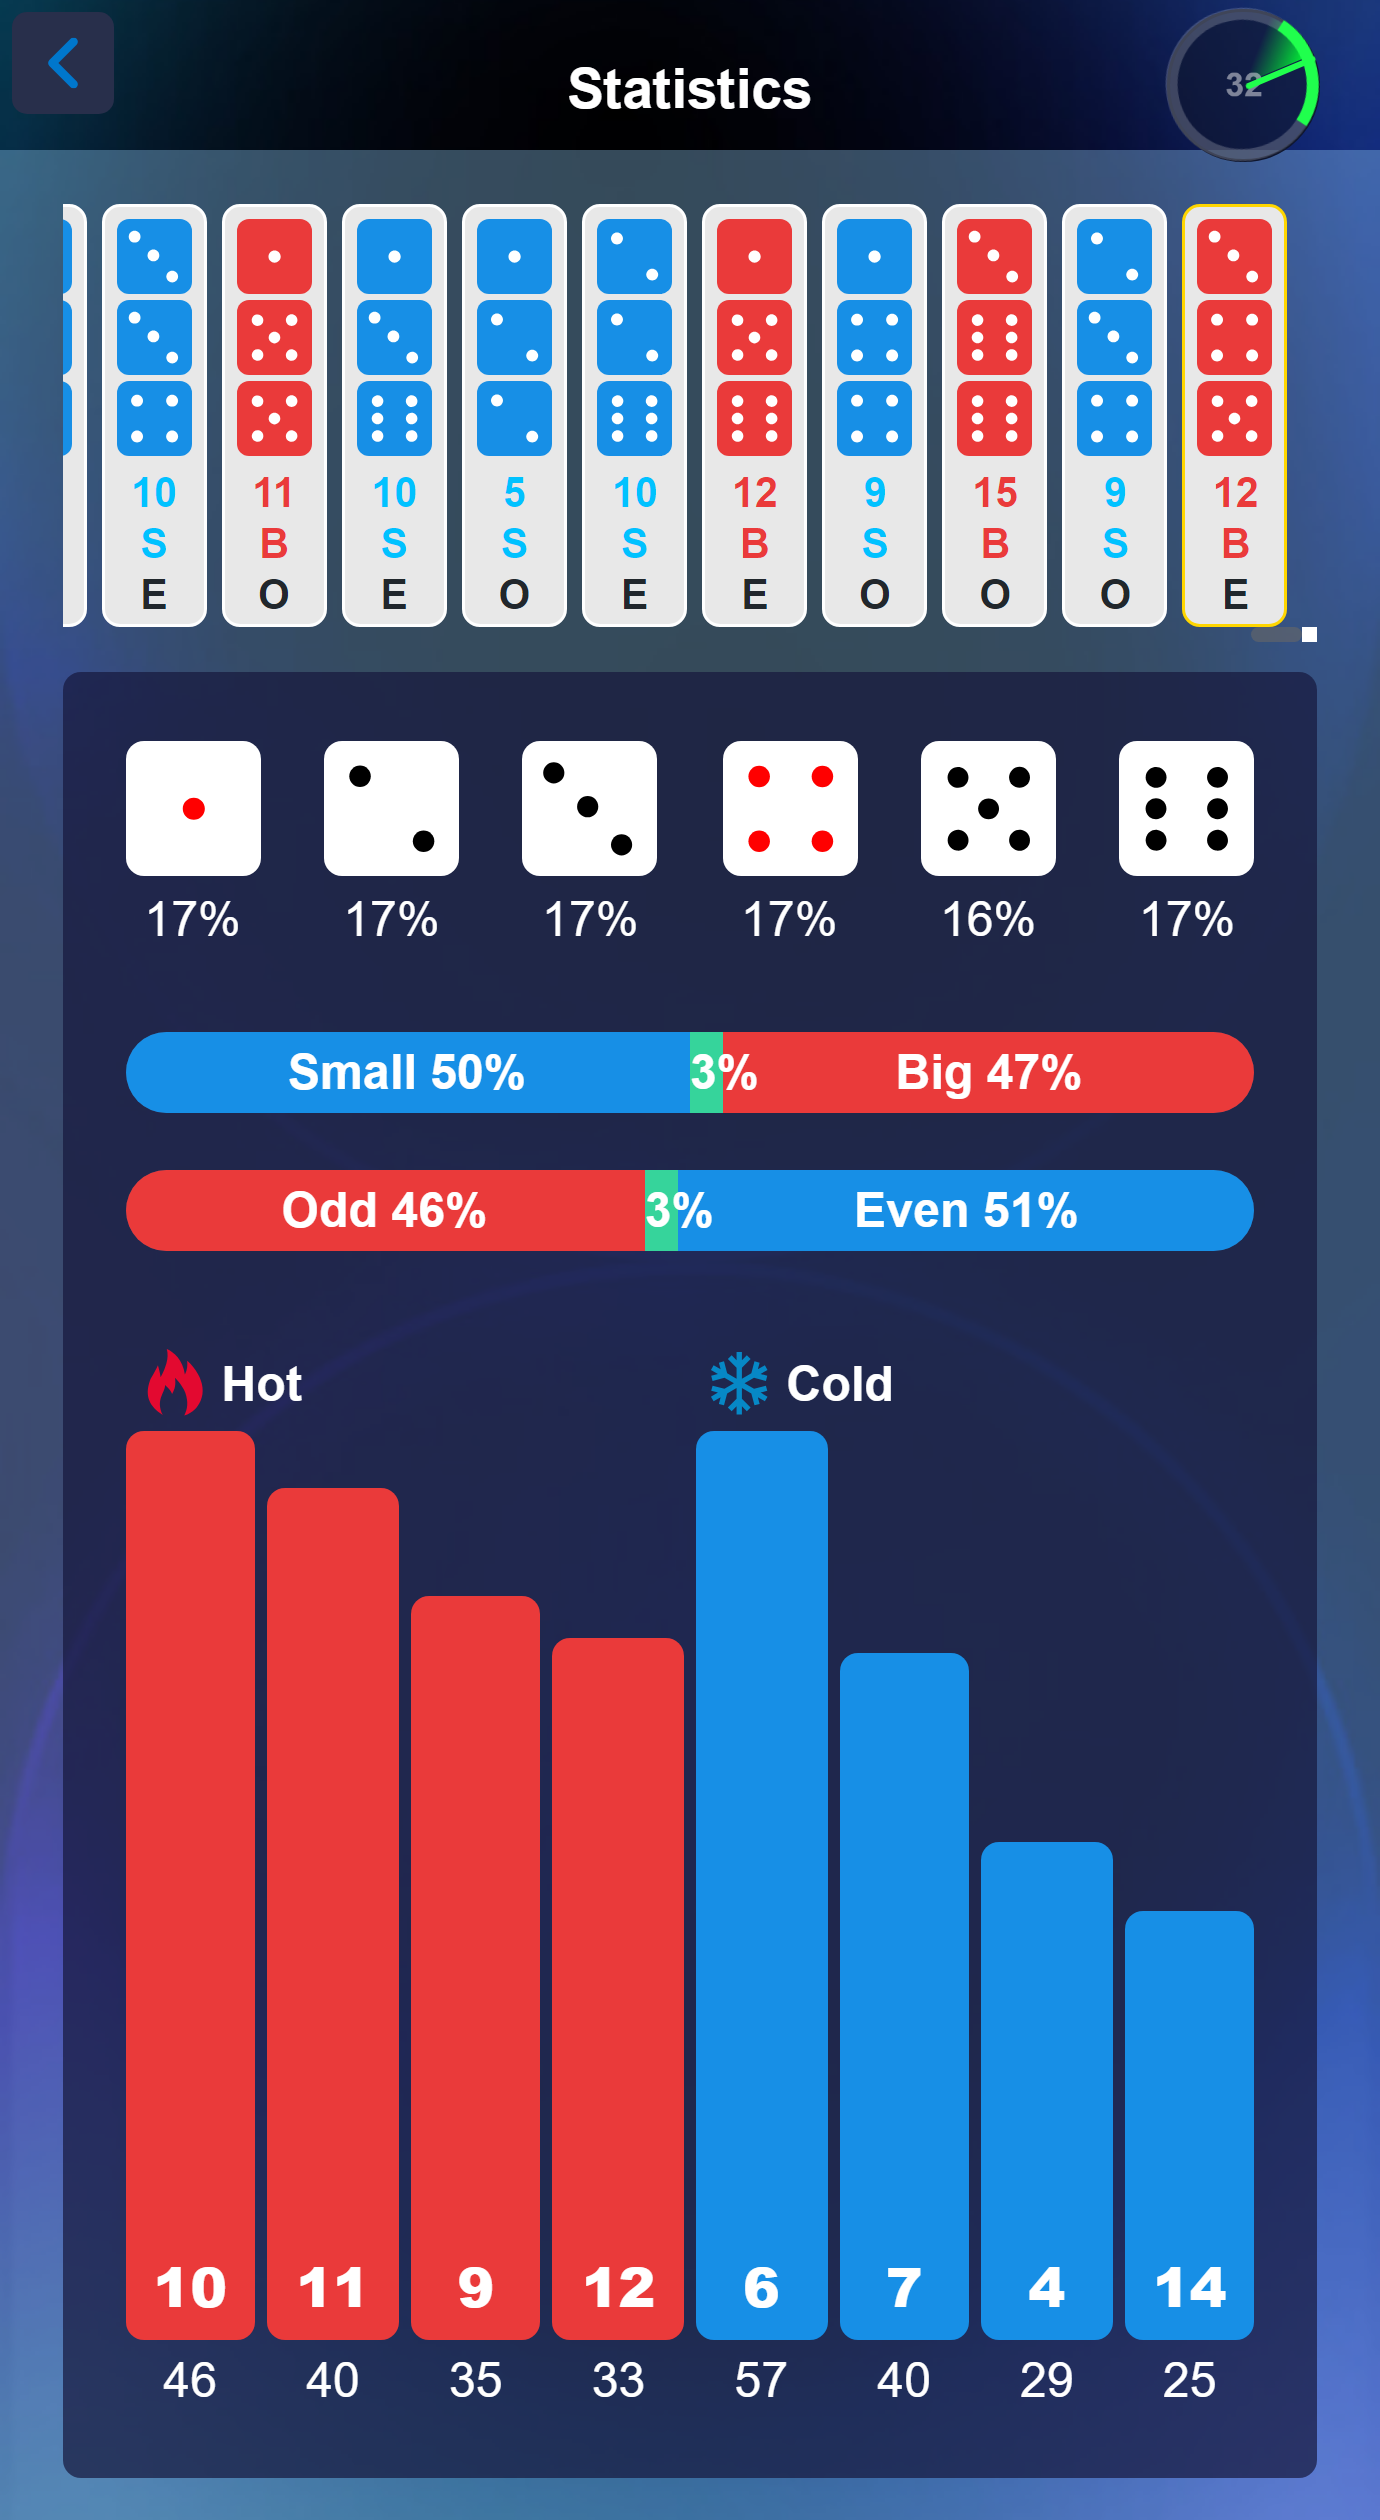 Statistics
32
10 11 10 5 10 12 9 15 9 12
S B S S S B S B S B
E O E O E E O O O E
17% 17% 17% 17% 16% 17%
Small 50% 3% Big 47%
Odd 46% 3% Even 51%
Hot Cold
10 11 9 12 6 7 4 14
46 40 35 33 57 40 29 25